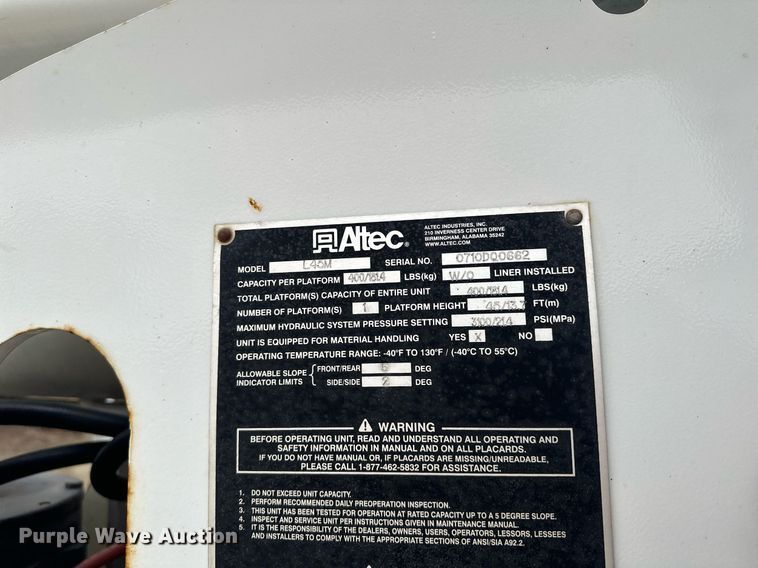 Altec®
ALTEC INDUSTRIES, INC.
210 INVERNESS CENTER DRIVE
BIRMINGHAM, ALABAMA 35242
WWW.ALTEC.COM
MODEL L45M SERIAL NO. 0710DQ0662
CAPACITY PER PLATFORM 400/181.4 LBS(kg) W/O LINER INSTALLED
TOTAL PLATFORM(S) CAPACITY OF ENTIRE UNIT 400/181.4 LBS(kg)
NUMBER OF PLATFORM(S) 1 PLATFORM HEIGHT 45/13.7 FT(m)
MAXIMUM HYDRAULIC SYSTEM PRESSURE SETTING 3100/21.4 PSI(MPa)
UNIT IS EQUIPPED FOR MATERIAL HANDLING YES X NO
OPERATING TEMPERATURE RANGE: -40°F TO 130°F / (-40°C TO 55°C)
ALLOWABLE SLOPE FRONT/REAR DEG
INDICATOR LIMITS SIDE/SIDE 2 DEG
WARNING
BEFORE OPERATING UNIT, READ AND UNDERSTAND ALL OPERATING AND
SAFETY INFORMATION IN MANUAL AND ON ALL PLACARDS.
IF YOU DO NOT HAVE MANUAL OR, IF PLACARDS ARE MISSING/UNREADABLE,
PLEASE CALL 1-877-462-5832 FOR ASSISTANCE.
1. DO NOT EXCEED UNIT CAPACITY.
2. PERFORM RECOMMENDED DAILY PREOPERATION INSPECTION.
3. THIS UNIT HAS BEEN TESTED FOR OPERATION AT RATED CAPACITY UP TO A 5 DEGREE SLOPE.
4. INSPECT AND SERVICE UNIT PER INSTRUCTIONS GIVEN IN MAINTENANCE MANUAL.
5. IT IS THE RESPONSIBILITY OF THE DEALERS, OWNERS, USERS, OPERATORS, LESSORS, LESSEES
AND INSTALLERS TO COMPLY WITH THE APPROPRIATE SECTIONS OF ANSI/SIA A92.2.
Purple Wave Auction